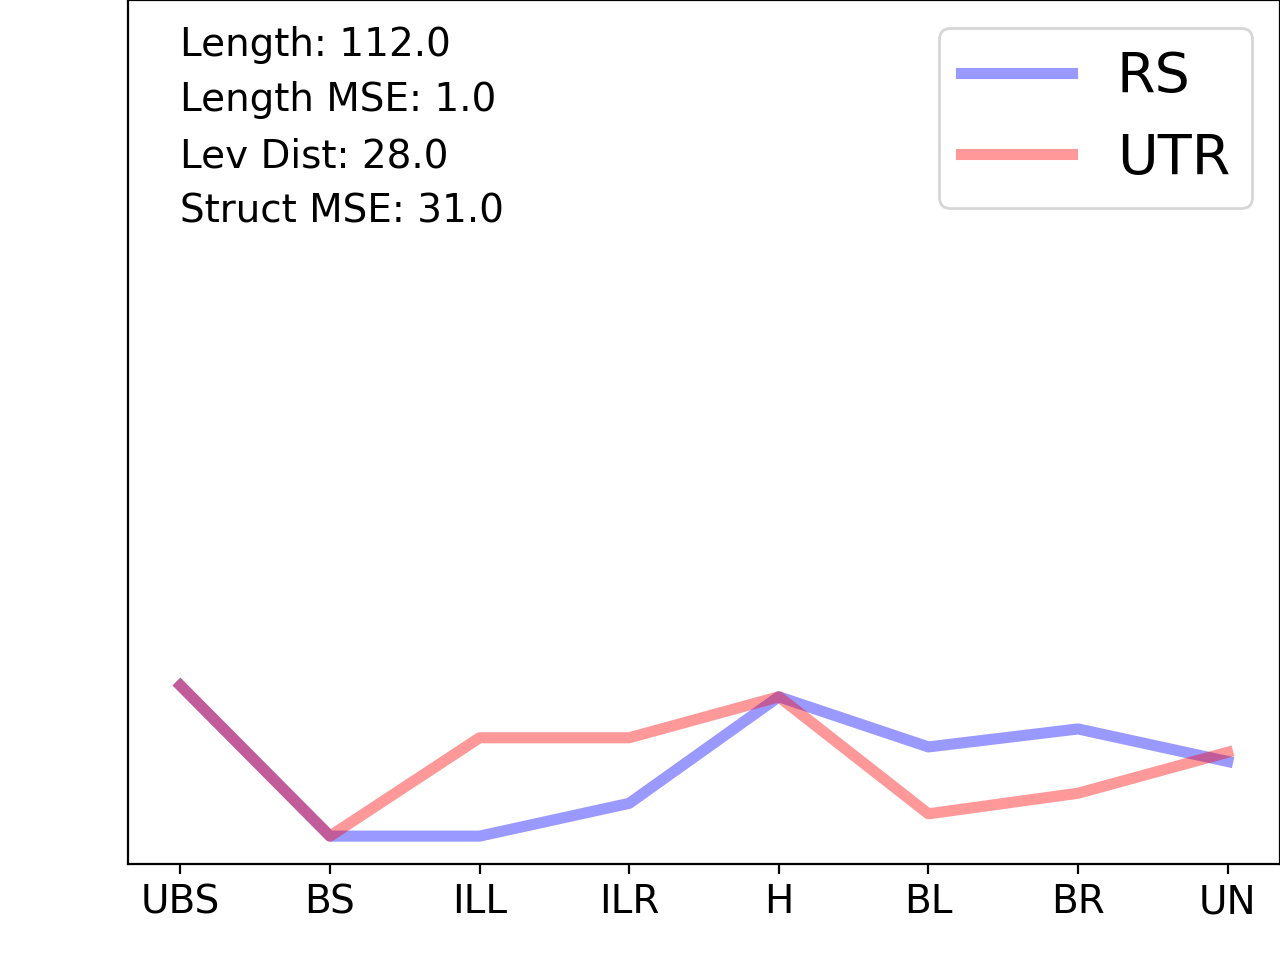 Length: 112.0
Length MSE: 1.0
Lev Dist: 28.0
Struct MSE: 31.0
RS
UTR
UBS BS ILL ILR H BL BR UN